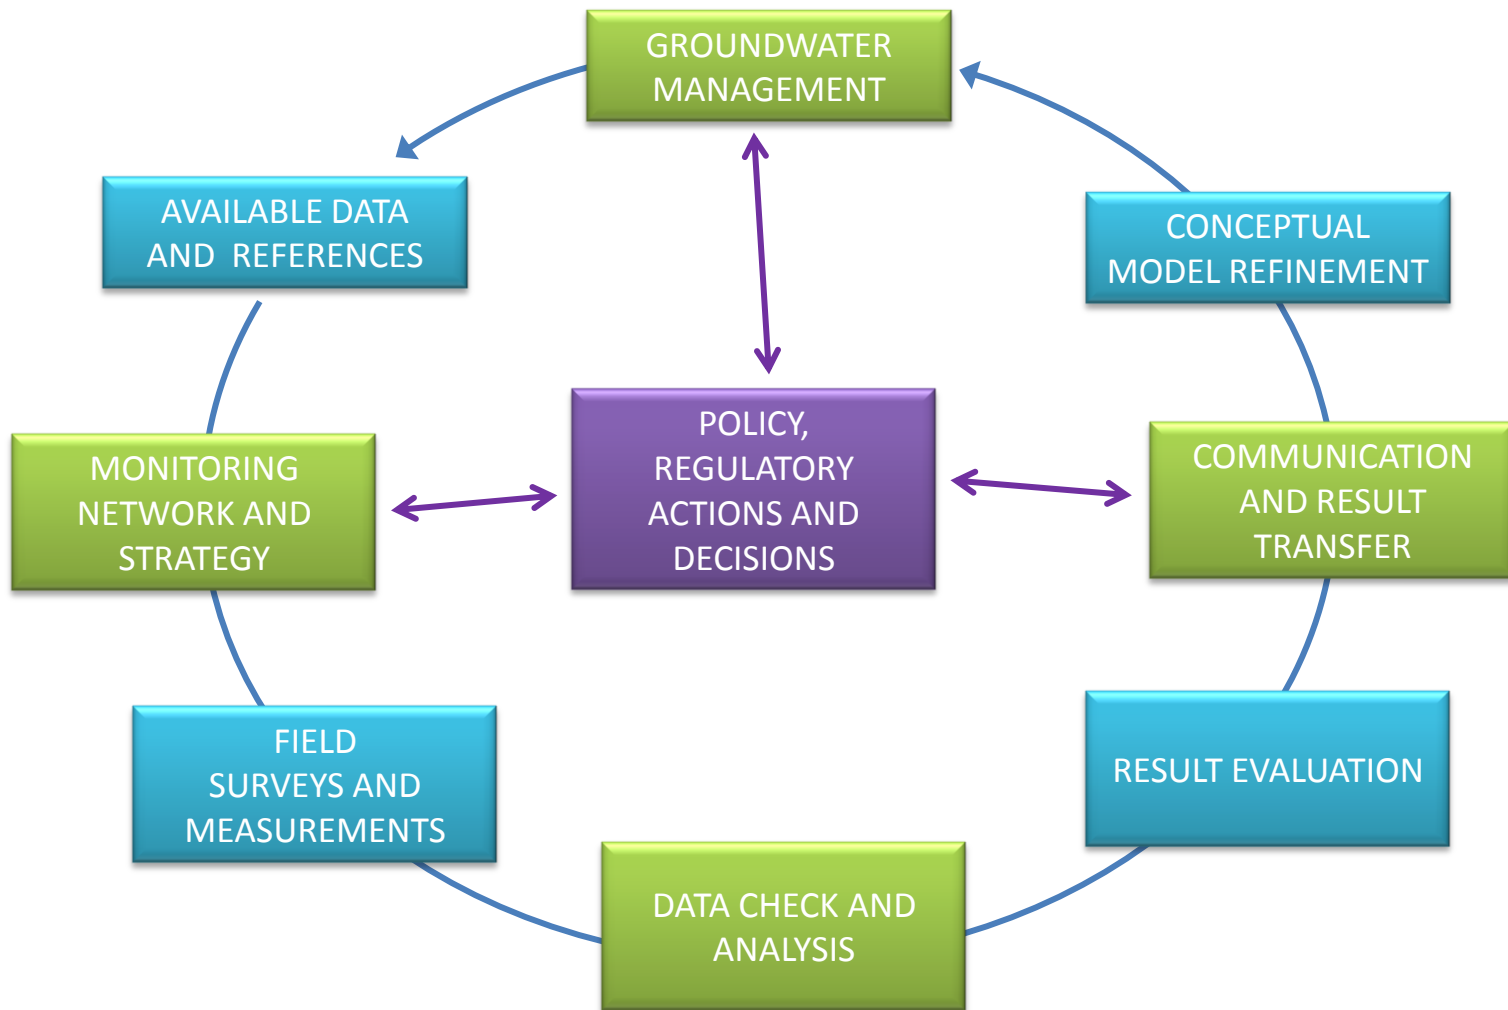 GROUNDWATER
MANAGEMENT
AVAILABLE DATA
AND REFERENCES
CONCEPTUAL
MODEL REFINEMENT
MONITORING
NETWORK AND
STRATEGY
POLICY,
REGULATORY
ACTIONS AND
DECISIONS
COMMUNICATION
AND RESULT
TRANSFER
FIELD
SURVEYS AND
MEASUREMENTS
RESULT EVALUATION
DATA CHECK AND
ANALYSIS